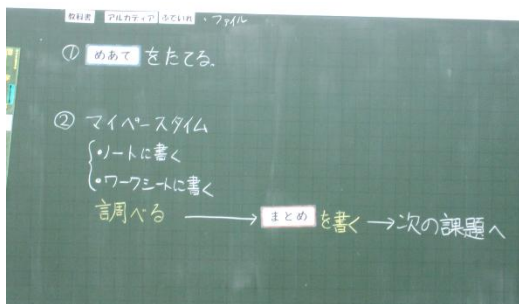 教科書 アルカディア ふでいれ ・ファイル
① めあて をたてる。
② マイペースタイム
・ノートに書く
・ワークシートに書く
調べる → まとめ を書く → 次の課題へ